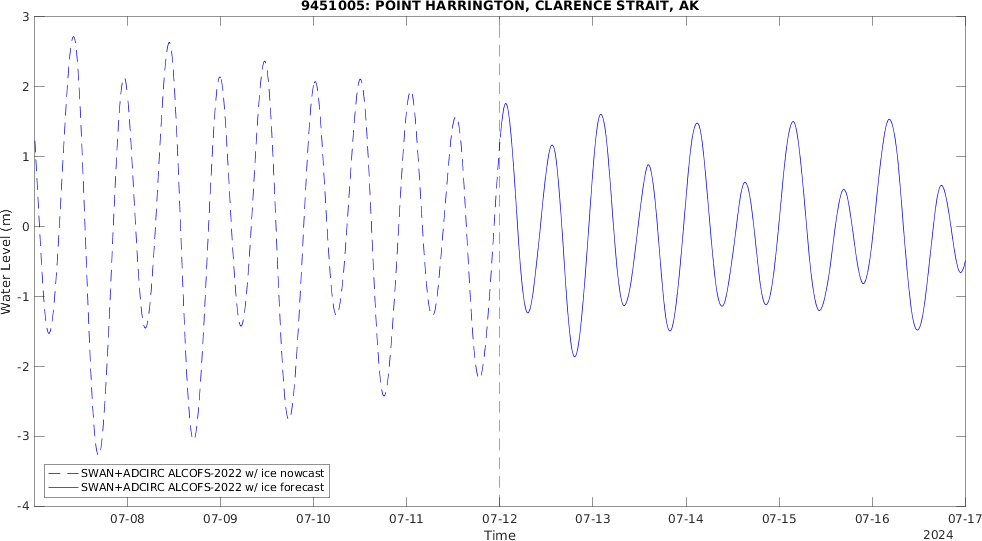 9451005: POINT HARRINGTON, CLARENCE STRAIT, AK
3
2
1
0
-1
-2
-3
-4
Water Level (m)
SWAN+ADCIRC ALCOFS-2022 w/ ice nowcast
SWAN+ADCIRC ALCOFS-2022 w/ ice forecast
07-08 07-09 07-10 07-11 07-12 07-13 07-14 07-15 07-16 07-17
Time
2024